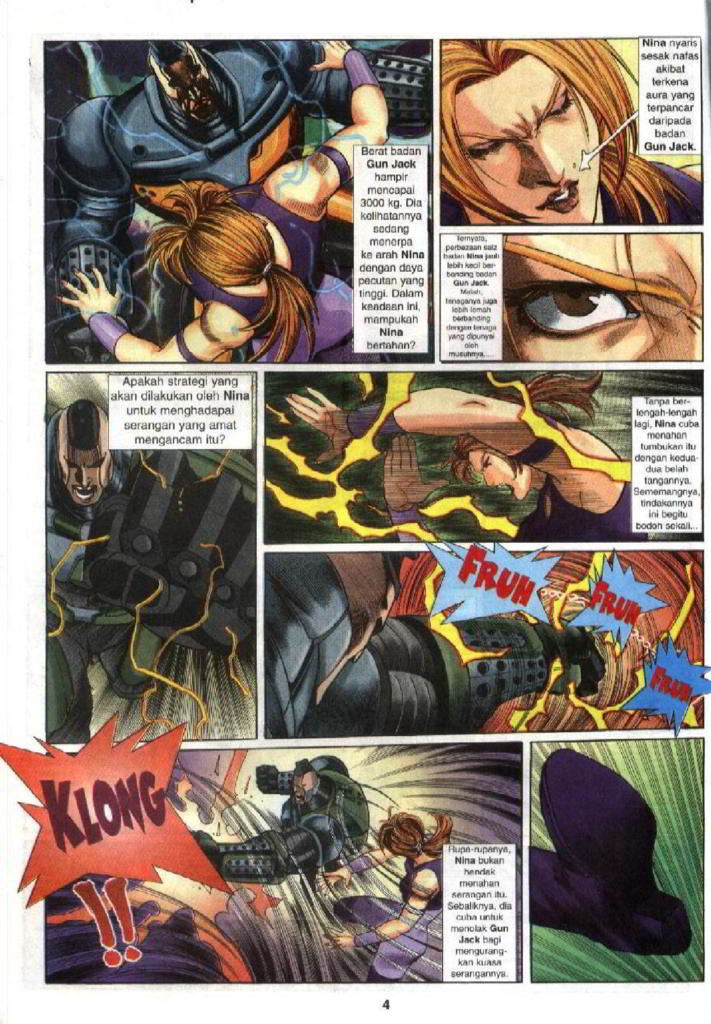 Berat badan
Gun Jack
hampir
mencapai
3000 kg. Dia
kelihatannya
sedang
menerpa
ke arah Nina
dengan daya
pecutan yang
tinggi. Dalam
keadaan ini,
mampukah
Nina
bertahan?
Nina nyaris
sesak nafas
akibat
terkena
aura yang
terpancar
daripada
badan
Gun Jack.
Ternyata,
perbezaan saiz
badan Nina jauh
lebih kecil ber-
banding badan
Gun Jack.
Malah,
tenaganya juga
lebih lemah
berbanding
dengan tenaga
yang dipunyai
oleh
musuhnya....
Apakah strategi yang
akan dilakukan oleh Nina
untuk menghadapai
serangan yang amat
mengancam itu?
Tanpa ber-
lengah-lengah
lagi, Nina cuba
menahan
tumbukan itu
dengan kedua-
dua belah
tangannya.
Sememangnya,
tindakannya
ini begitu
bodoh sekali...
FRUH
FRUH
FRUH
KLONG
!!
Rupa-rupanya,
Nina bukan
hendak
menahan
serangan itu.
Sebaliknya, dia
cuba untuk
menolak Gun
Jack bagi
mengurang-
kan kuasa
serangannya.
4